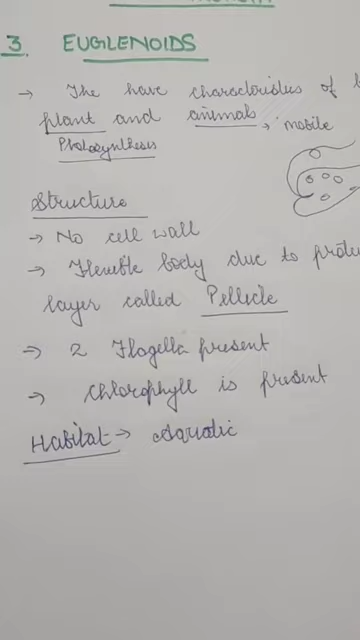 3 EUGLENOIDS
→ The have characteristics of
plant and animals → mobile
Photosynthesis
Structure
→ No cell wall
→ Flexible body due to
layer called Pellicle
→ 2 Flagella present
→ Chlorophyll is present
Habitat → Aquatic